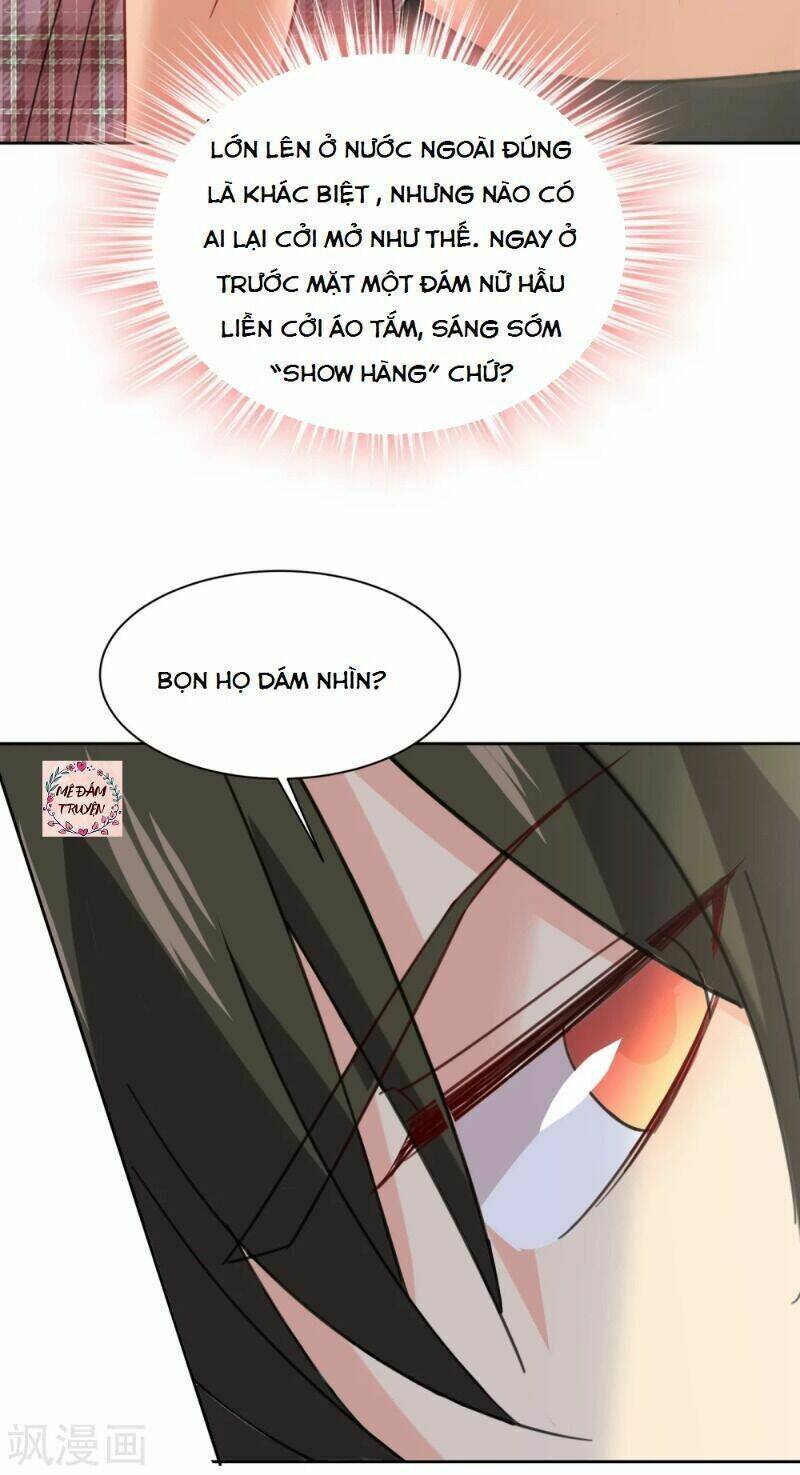 LỚN LÊN Ở NƯỚC NGOÀI ĐÚNG
LÀ KHÁC BIỆT , NHƯNG NÀO CÓ
AI LẠI CỞI MỞ NHƯ THẾ. NGAY Ở
TRƯỚC MẶT MỘT ĐÁM NỮ HẦU
LIỀN CỞI ÁO TẮM, SÁNG SỚM
“SHOW HÀNG” CHỨ?
BỌN HỌ DÁM NHÌN?
MÊ ĐÁM
TRUYỆN
飒漫画